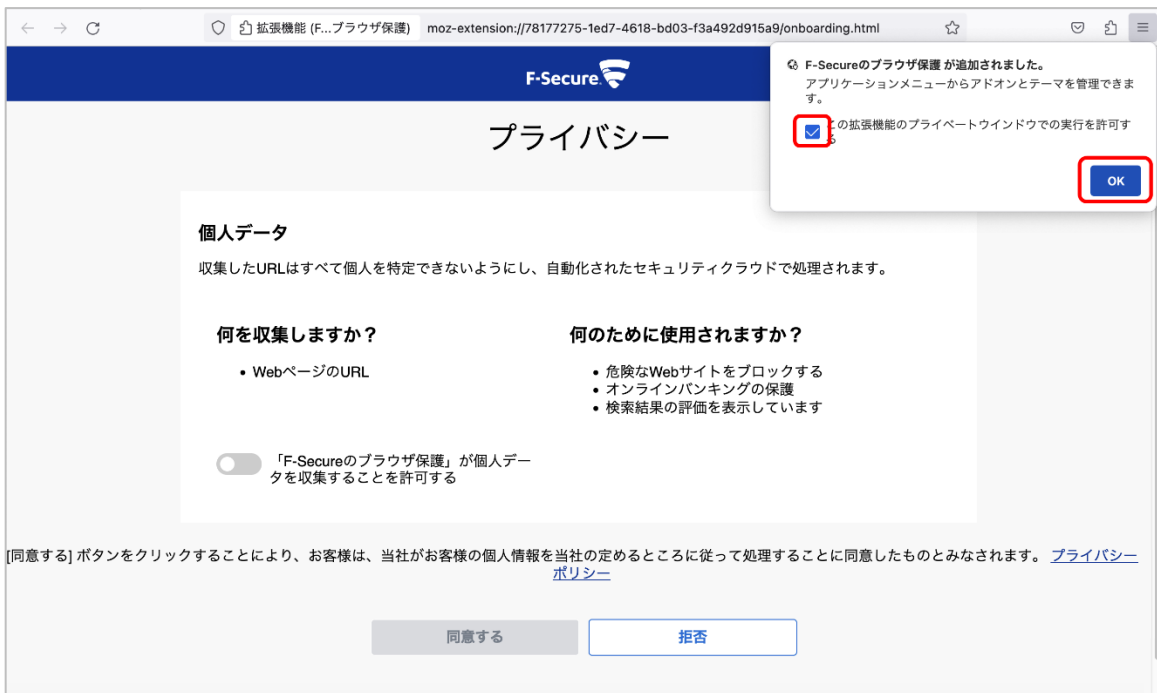 拡張機能 (F...ブラウザ保護) moz-extension://78177275-1ed7-4618-bd03-f3a492d915a9/onboarding.html
F-Secure
F-Secureのブラウザ保護 が追加されました。
アプリケーションメニューからアドオンとテーマを管理できま
す。
この拡張機能のプライベートウインドウでの実行を許可す
る
OK
プライバシー
個人データ
収集したURLはすべて個人を特定できないようにし、自動化されたセキュリティクラウドで処理されます。
何を収集しますか？
• WebページのURL
何のために使用されますか？
• 危険なWebサイトをブロックする
• オンラインバンキングの保護
• 検索結果の評価を表示しています
「F-Secureのブラウザ保護」が個人デー
タを収集することを許可する
[同意する] ボタンをクリックすることにより、お客様は、当社がお客様の個人情報を当社の定めるところに従って処理することに同意したものとみなされます。 プライバシー
ポリシー
同意する
拒否